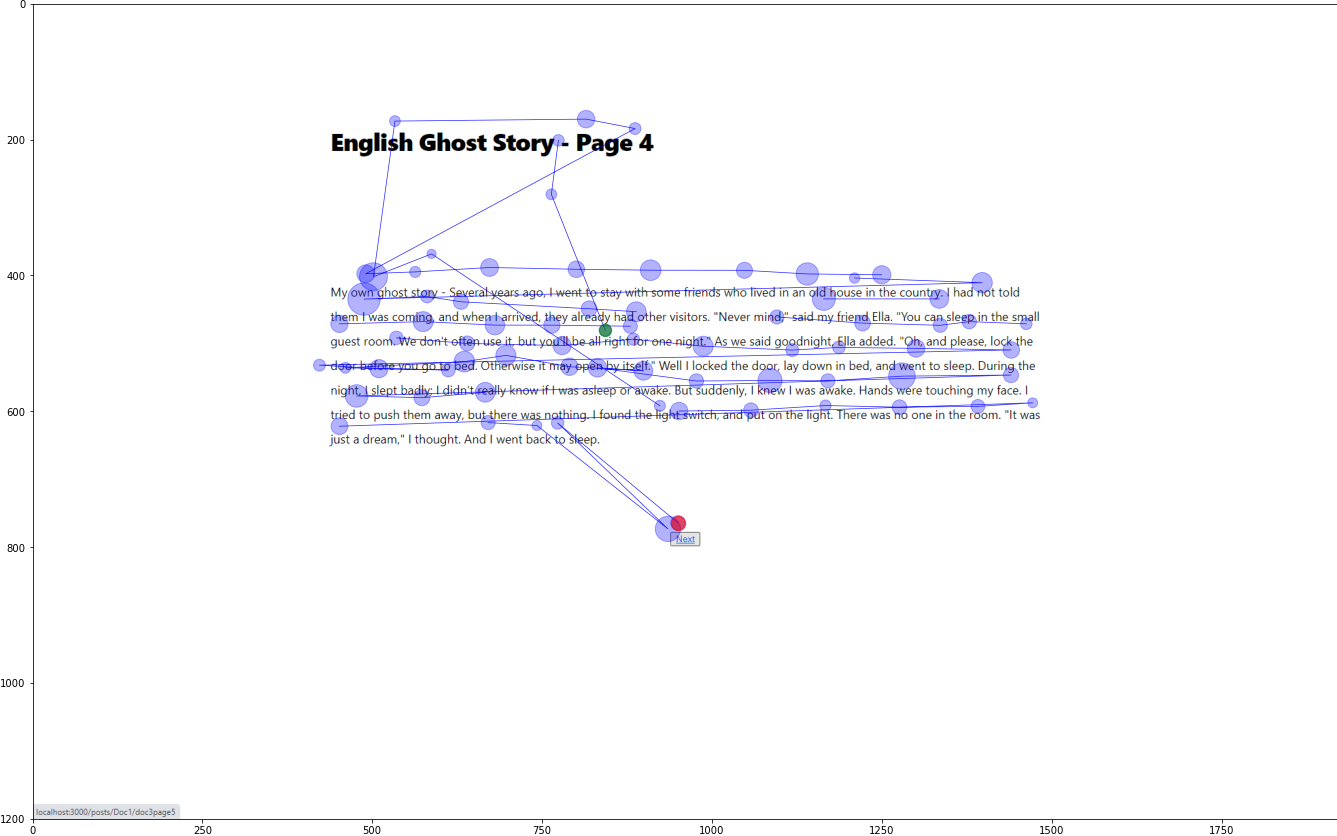 English Ghost Story - Page 4
My own ghost story - Several years ago, I went to stay with some friends who lived in an old house in the country. I had not told
them I was coming, and when I arrived, they already had other visitors. "Never mind," said my friend Ella. "You can sleep in the small
guest room. We don't often use it, but you'll be all right for one night." As we said goodnight, Ella added. "Oh, and please, lock the
door before you go to bed. Otherwise it may open by itself." Well I locked the door, lay down in bed, and went to sleep. During the
night, I slept badly: I didn't really know if I was asleep or awake. But suddenly, I knew I was awake. Hands were touching my face. I
tried to push them away, but there was nothing. I found the light switch, and put on the light. There was no one in the room. "It was
just a dream," I thought. And I went back to sleep.
Next
localhost:3000/posts/Doc1/doc3page5
0
200
400
600
800
1000
1200
0 250 500 750 1000 1250 1500 1750